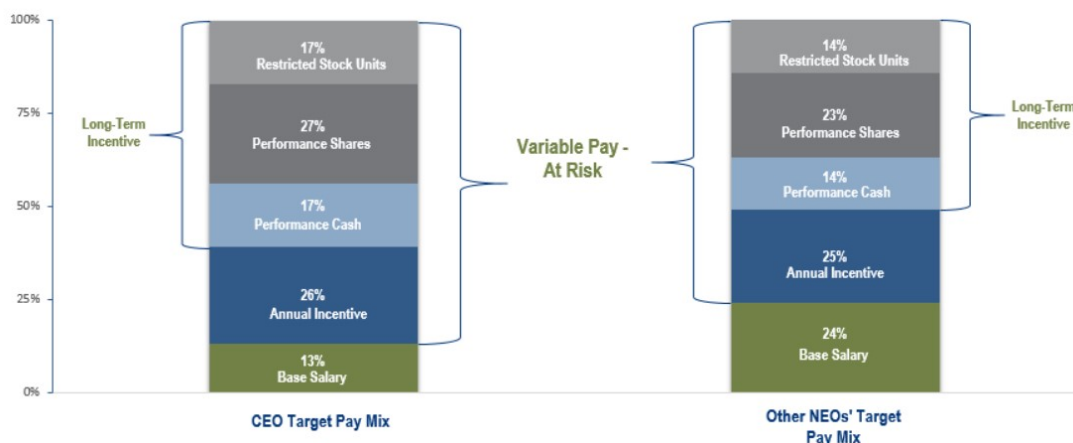 100%
75%
50%
25%
0%
Long-Term
Incentive
17%
Restricted Stock Units
27%
Performance Shares
17%
Performance Cash
26%
Annual Incentive
13%
Base Salary
CEO Target Pay Mix
Variable Pay -
At Risk
14%
Restricted Stock Units
23%
Performance Shares
14%
Performance Cash
25%
Annual Incentive
24%
Base Salary
Other NEOs' Target
Pay Mix
Long-Term
Incentive